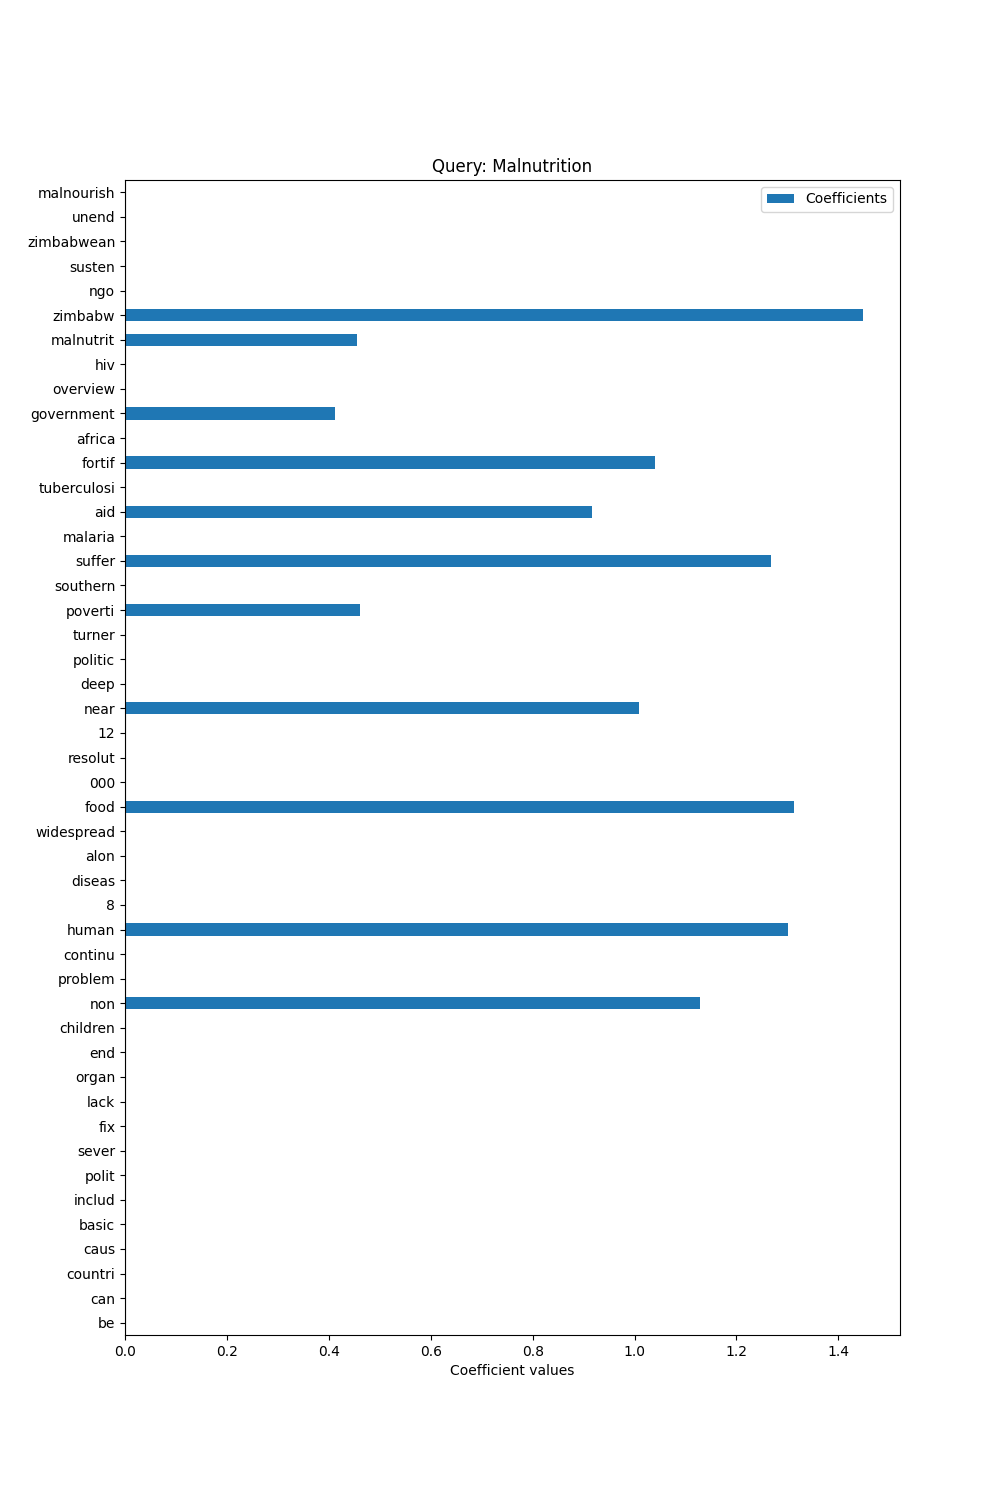 Query: Malnutrition
Coefficients
malnourish
unend
zimbabwean
susten
ngo
zimbabw
malnutrit
hiv
overview
government
africa
fortif
tuberculosi
aid
malaria
suffer
southern
poverti
turner
politic
deep
near
12
resolut
000
food
widespread
alon
diseas
8
human
continu
problem
non
children
end
organ
lack
fix
sever
polit
includ
basic
caus
countri
can
be
0.0 0.2 0.4 0.6 0.8 1.0 1.2 1.4
Coefficient values